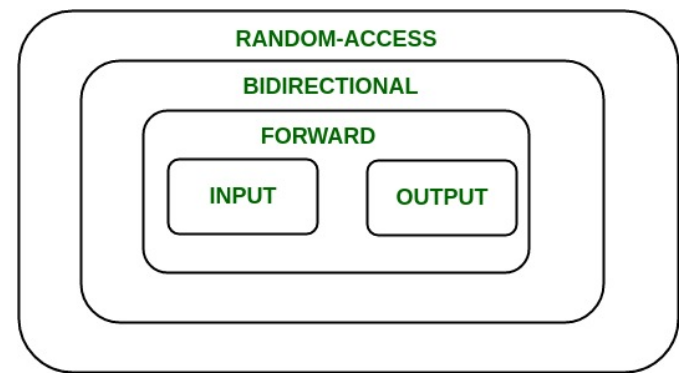 RANDOM-ACCESS
BIDIRECTIONAL
FORWARD
INPUT
OUTPUT